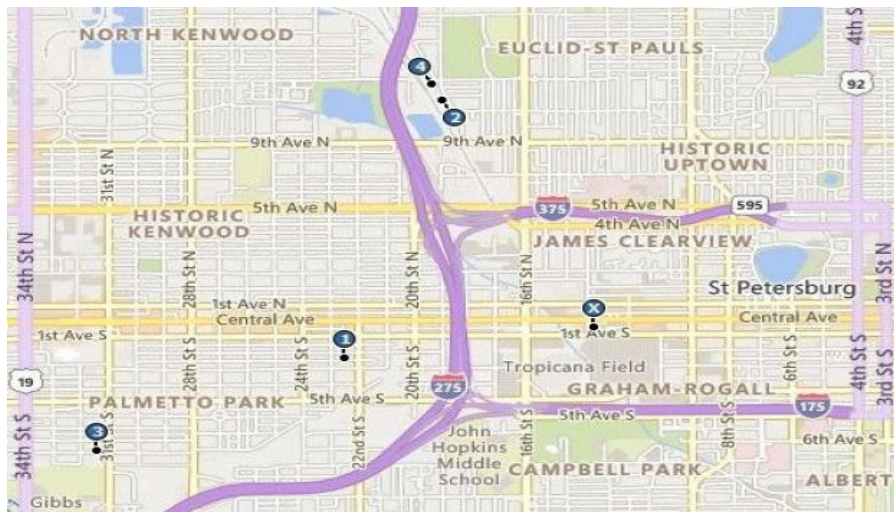 NORTH KENWOOD
EUCLID-ST PAULS
4th St S
4
92
2
9th Ave N
9th Ave N
HISTORIC
UPTOWN
31st St N
5th Ave N
375
5th Ave N
595
4th Ave N
HISTORIC
KENWOOD
JAMES CLEARVIEW
34th St N
28th St N
20th St N
16th St N
3rd St N
St Petersburg
1st Ave N
X
Central Ave
Central Ave
1st Ave S
1
1st Ave S
24th St S
28th St S
20th St S
Tropicana Field
6th St S
4th St S
3rd St S
19
275
GRAHAM-ROGALL
PALMETTO PARK
5th Ave S
5th Ave S
175
3
31st St S
34th St S
22nd St S
16th St S
8th St S
6th Ave S
John
Hopkins
Middle
School
CAMPBELL PARK
ALBERT
Gibbs